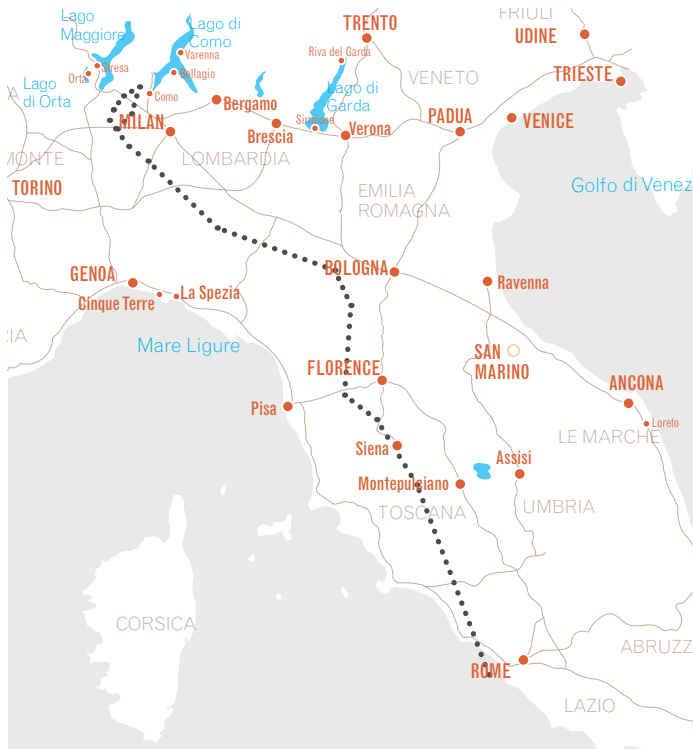 FRIULI
Lago
Maggiore
Lago di
Como
TRENTO
UDINE
Varenna
Riva del Garda
Stresa
Orta
Bellagio
VENETO
TRIESTE
Lago
di Orta
Como
Lago di
Garda
A
Bergamo
MILAN
Sirmione
Brescia
Verona
PADUA
VENICE
MONTE
LOMBARDIA
TORINO
EMILIA
ROMAGNA
Golfo di Venez
GENOA
BOLOGNA
Ravenna
Cinque Terre
La Spezia
IA
Mare Ligure
SAN
MARINO
FLORENCE
ANCONA
Pisa
Loreto
LE MARCHE
Siena
Assisi
Montepulciano
TOSCANA
UMBRIA
CORSICA
ABRUZZ
ROME
LAZIO